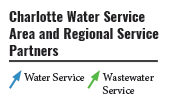 Charlotte Water Service
Area and Regional Service
Partners
Water Service
Wastewater
Service